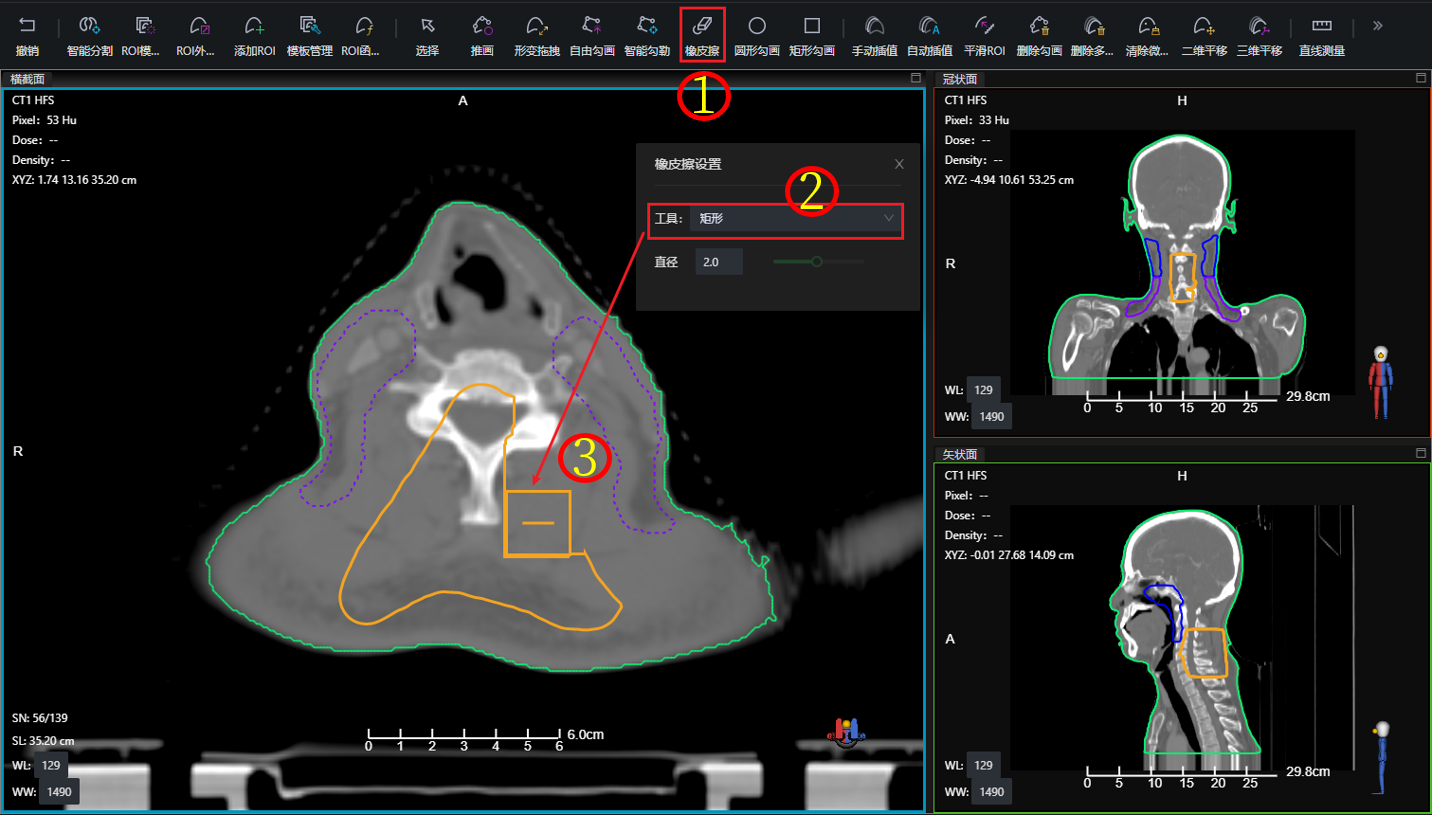 撤销 智能分割 ROI模... ROI外... 添加ROI 模板管理 ROI函... 选择 推画 形变拖拽 自由勾画 智能勾勒 橡皮擦 圆形勾画 矩形勾画 手动插值 自动插值 平滑ROI 删除勾画 删除多... 清除微... 二维平移 三维平移 直线测量
横截面
CT1 HFS
Pixel: 53 Hu
Dose: --
Density: --
XYZ: 1.74 13.16 35.20 cm
A
R
1
橡皮擦设置
X
2
工具: 矩形
直径 2.0
3
SN: 56/139
SL: 35.20 cm
WL: 129
WW: 1490
6.0cm
0 1 2 3 4 5 6
冠状面
CT1 HFS
Pixel: 33 Hu
Dose: --
Density: --
XYZ: -4.94 10.61 53.25 cm
H
R
WL: 129
WW: 1490
29.8cm
0 5 10 15 20 25
矢状面
CT1 HFS
Pixel: --
Dose: --
Density: --
XYZ: -0.01 27.68 14.09 cm
H
A
WL: 129
WW: 1490
29.8cm
0 5 10 15 20 25